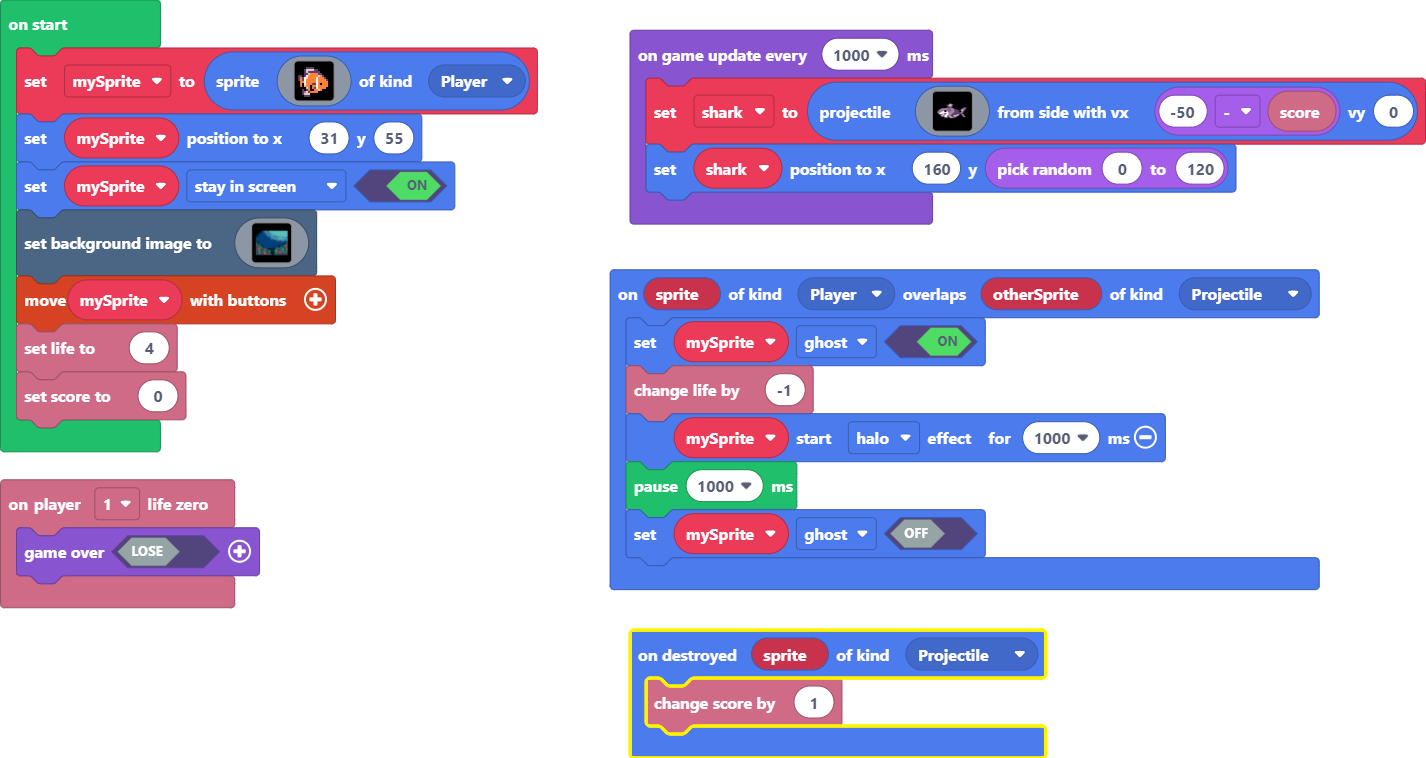 on start
set mySprite to sprite of kind Player
set mySprite position to x 31 y 55
set mySprite stay in screen ON
set background image to
move mySprite with buttons
set life to 4
set score to 0
on player 1 life zero
game over LOSE
on game update every 1000 ms
set shark to projectile from side with vx -50 - score vy 0
set shark position to x 160 y pick random 0 to 120
on sprite of kind Player overlaps otherSprite of kind Projectile
set mySprite ghost ON
change life by -1
mySprite start halo effect for 1000 ms
pause 1000 ms
set mySprite ghost OFF
on destroyed sprite of kind Projectile
change score by 1